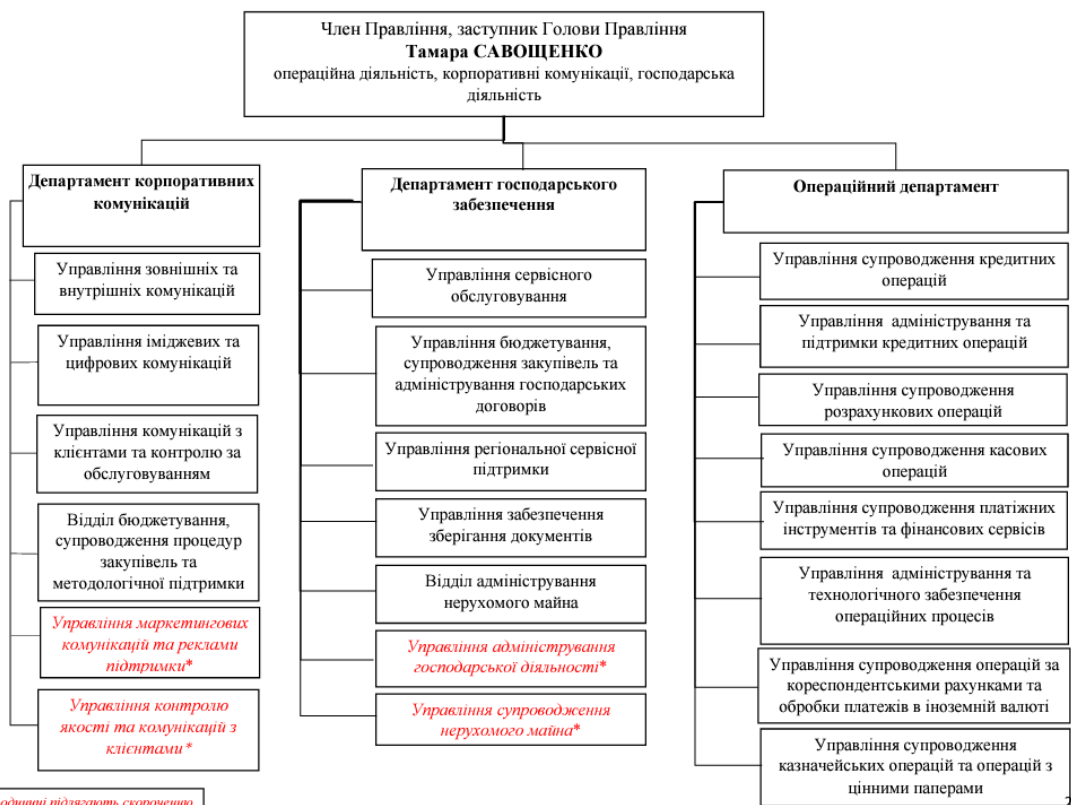 Член Правління, заступник Голови Правління
Тамара САВОЩЕНКО
операційна діяльність, корпоративні комунікації, господарська
діяльність
Департамент корпоративних
комунікацій
Управління зовнішніх та
внутрішніх комунікацій
Управління іміджевих та
цифрових комунікацій
Управління комунікацій з
клієнтами та контролю за
обслуговуванням
Відділ бюджетування,
супроводження процедур
закупівель та
методологічної підтримки
Управління маркетингових
комунікацій та реклами
підтримки*
Управління контролю
якості та комунікацій з
клієнтами*
Департамент господарського
забезпечення
Управління сервісного
обслуговування
Управління бюджетування,
супроводження закупівель та
адміністрування господарських
договорів
Управління регіональної сервісної
підтримки
Управління забезпечення
зберігання документів
Відділ адміністрування
нерухомого майна
Управління адміністрування
господарської діяльності*
Управління супроводження
нерухомого майна*
Операційний департамент
Управління супроводження кредитних
операцій
Управління адміністрування та
підтримки кредитних операцій
Управління супроводження
розрахункових операцій
Управління супроводження касових
операцій
Управління супроводження платіжних
інструментів та фінансових сервісів
Управління адміністрування та
технологічного забезпечення
операційних процесів
Управління супроводження операцій за
кореспондентськими рахунками та
обробки платежів в іноземній валюті
Управління супроводження
казначейських операцій та операцій з
цінними паперами
підлягають скороченню